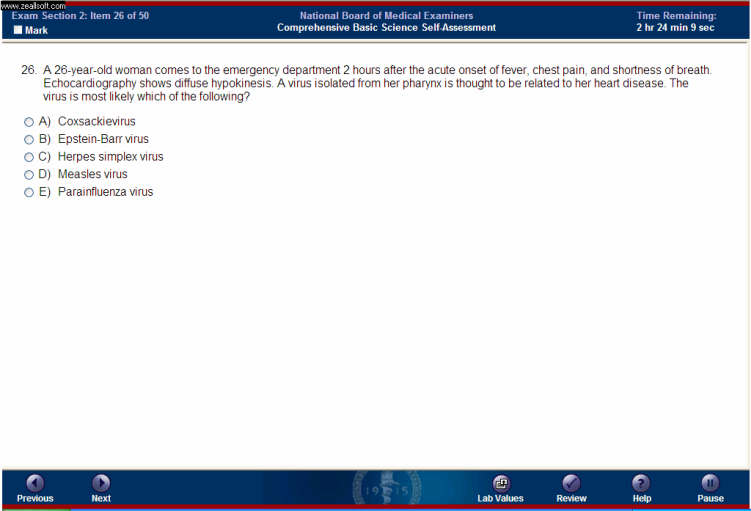 www.zeallsoft.com
Exam Section 2: Item 26 of 50
National Board of Medical Examiners
Time Remaining:
Mark
Comprehensive Basic Science Self-Assessment
2 hr 24 min 9 sec
26. A 26-year-old woman comes to the emergency department 2 hours after the acute onset of fever, chest pain, and shortness of breath.
Echocardiography shows diffuse hypokinesis. A virus isolated from her pharynx is thought to be related to her heart disease. The
virus is most likely which of the following?
A) Coxsackievirus
B) Epstein-Barr virus
C) Herpes simplex virus
D) Measles virus
E) Parainfluenza virus
1915
Previous
Next
Lab Values
Review
Help
Pause